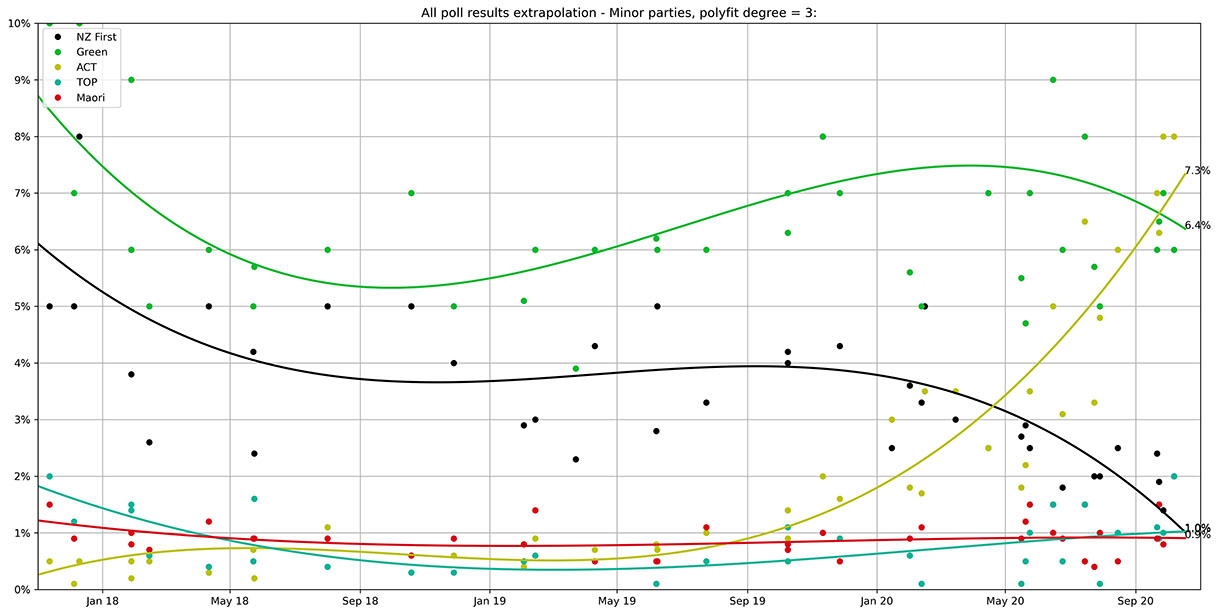 All poll results extrapolation - Minor parties, polyfit degree = 3:
10%
9%
8%
7%
6%
5%
4%
3%
2%
1%
0%
NZ First
Green
ACT
TOP
Maori
7.3%
6.4%
1.0%
0.9%
Jan 18 May 18 Sep 18 Jan 19 May 19 Sep 19 Jan 20 May 20 Sep 20